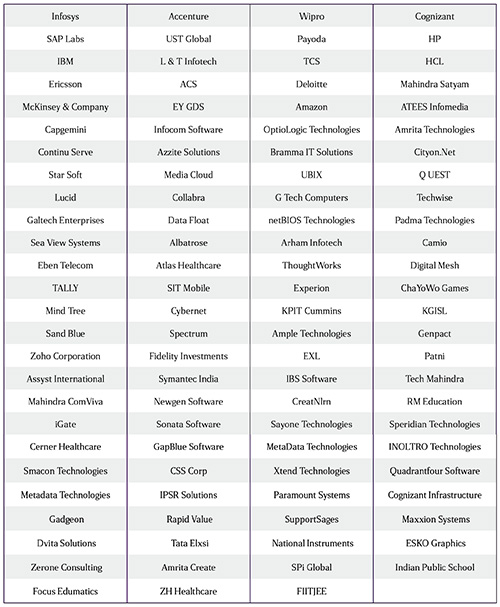 Infosys Accenture Wipro Cognizant
SAP Labs UST Global Payoda HP
IBM L & T Infotech TCS HCL
Ericsson ACS Deloitte Mahindra Satyam
McKinsey & Company EY GDS Amazon ATEES Infomedia
Capgemini Infocom Software OptioLogic Technologies Amrita Technologies
Continu Serve Azzite Solutions Bramma IT Solutions Cityon.Net
Star Soft Media Cloud UBIX Q UEST
Lucid Collabra G Tech Computers Techwise
Galtech Enterprises Data Float netBIOS Technologies Padma Technologies
Sea View Systems Albatrose Arham Infotech Camio
Eben Telecom Atlas Healthcare ThoughtWorks Digital Mesh
TALLY SIT Mobile Experion ChaYoWo Games
Mind Tree Cybernet KPIT Cummins KGISL
Sand Blue Spectrum Ample Technologies Genpact
Zoho Corporation Fidelity Investments EXL Patni
Assyst International Symantec India IBS Software Tech Mahindra
Mahindra ComViva Newgen Software CreatNlrn RM Education
iGate Sonata Software Sayone Technologies Speridian Technologies
Cerner Healthcare GapBlue Software MetaData Technologies INOLTRO Technologies
Smacon Technologies CSS Corp Xtend Technologies Quadrantfour Software
Metadata Technologies IPSR Solutions Paramount Systems Cognizant Infrastructure
Gadgeon Rapid Value SupportSages Maxxion Systems
Dvita Solutions Tata Elxsi National Instruments ESKO Graphics
Zerone Consulting Amrita Create SPi Global Indian Public School
Focus Edumatics ZH Healthcare FIITJEE